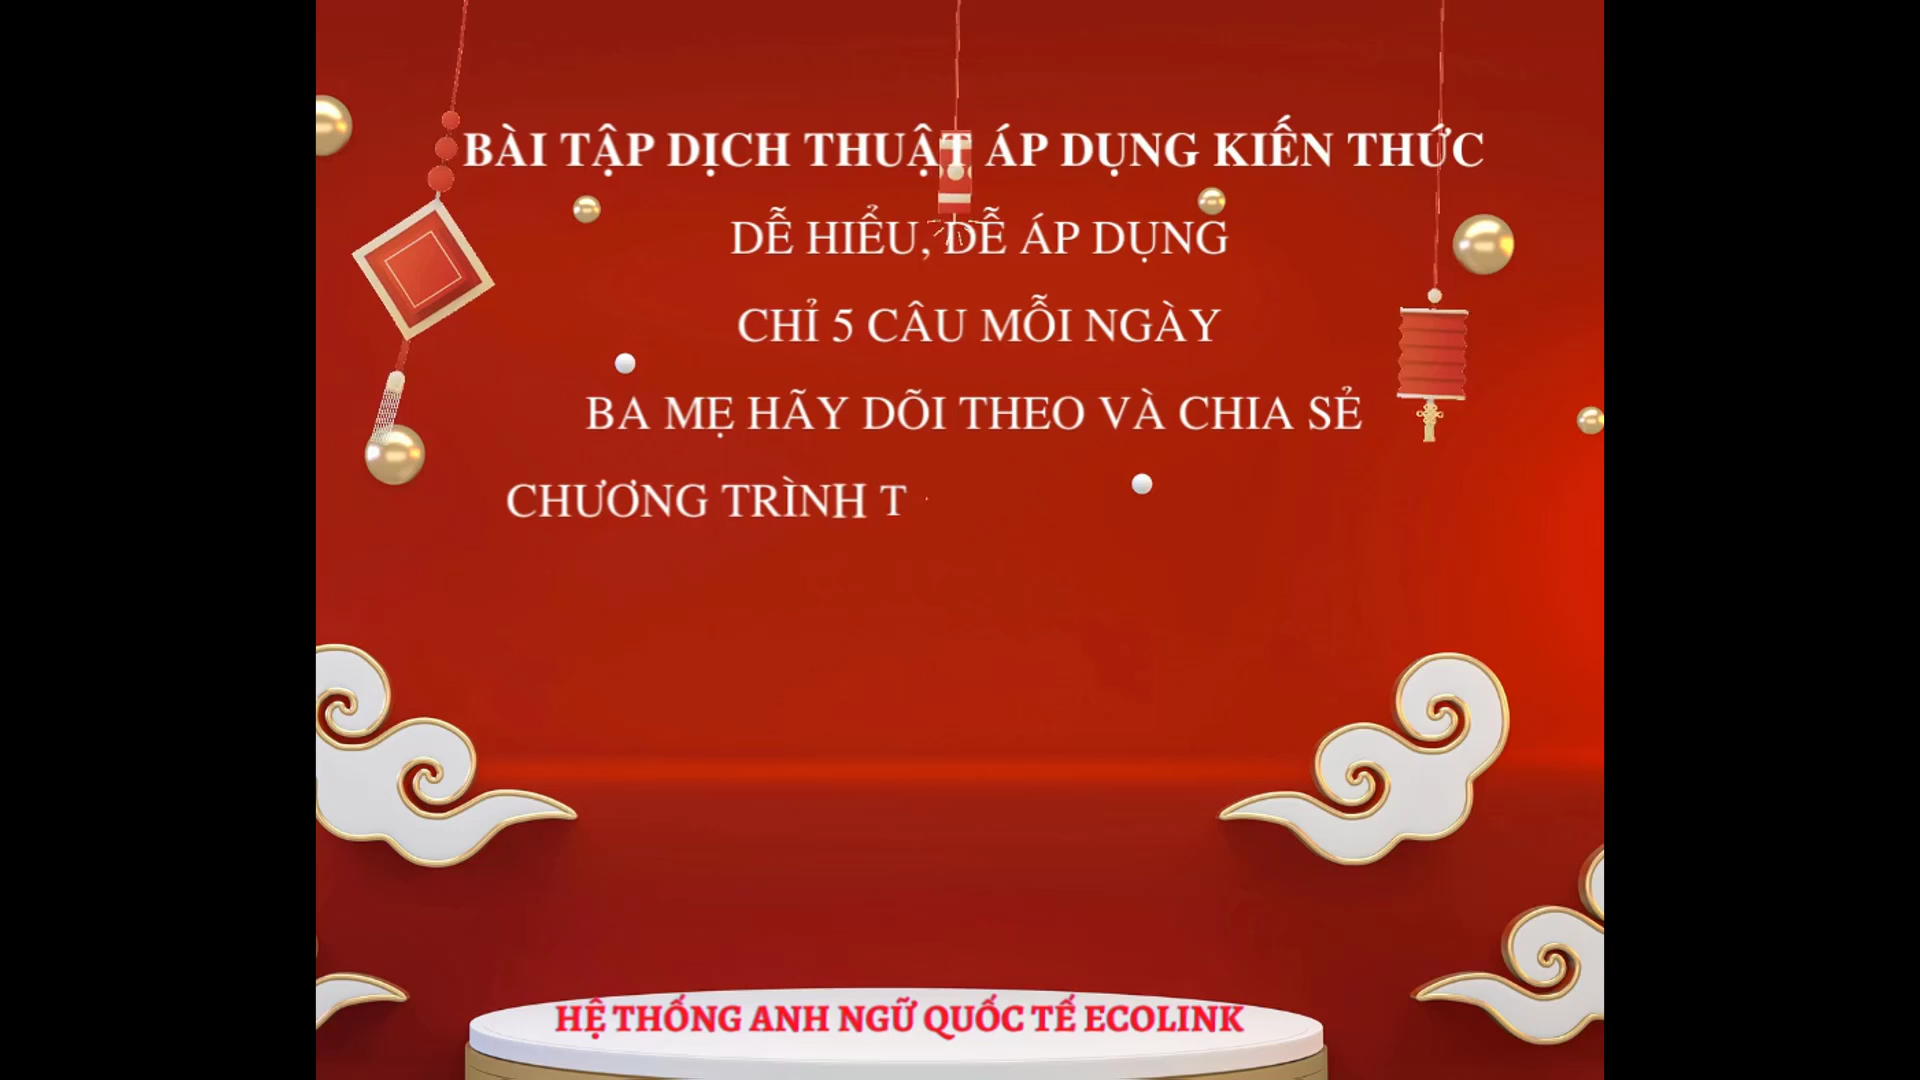 BÀI TẬP DỊCH THUẬT ÁP DỤNG KIẾN THỨC
DỄ HIỂU, DỄ ÁP DỤNG
CHỈ 5 CÂU MỖI NGÀY
BA MẸ HÃY DÕI THEO VÀ CHIA SẺ
CHƯƠNG TRÌNH T
HỆ THỐNG ANH NGỮ QUỐC TẾ ECOLINK